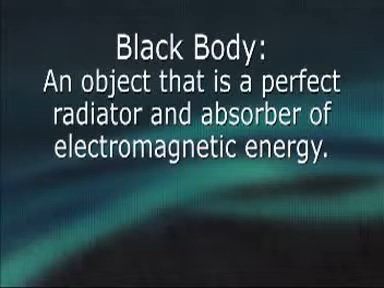 Black Body:
An object that is a perfect
radiator and absorber of
electromagnetic energy.